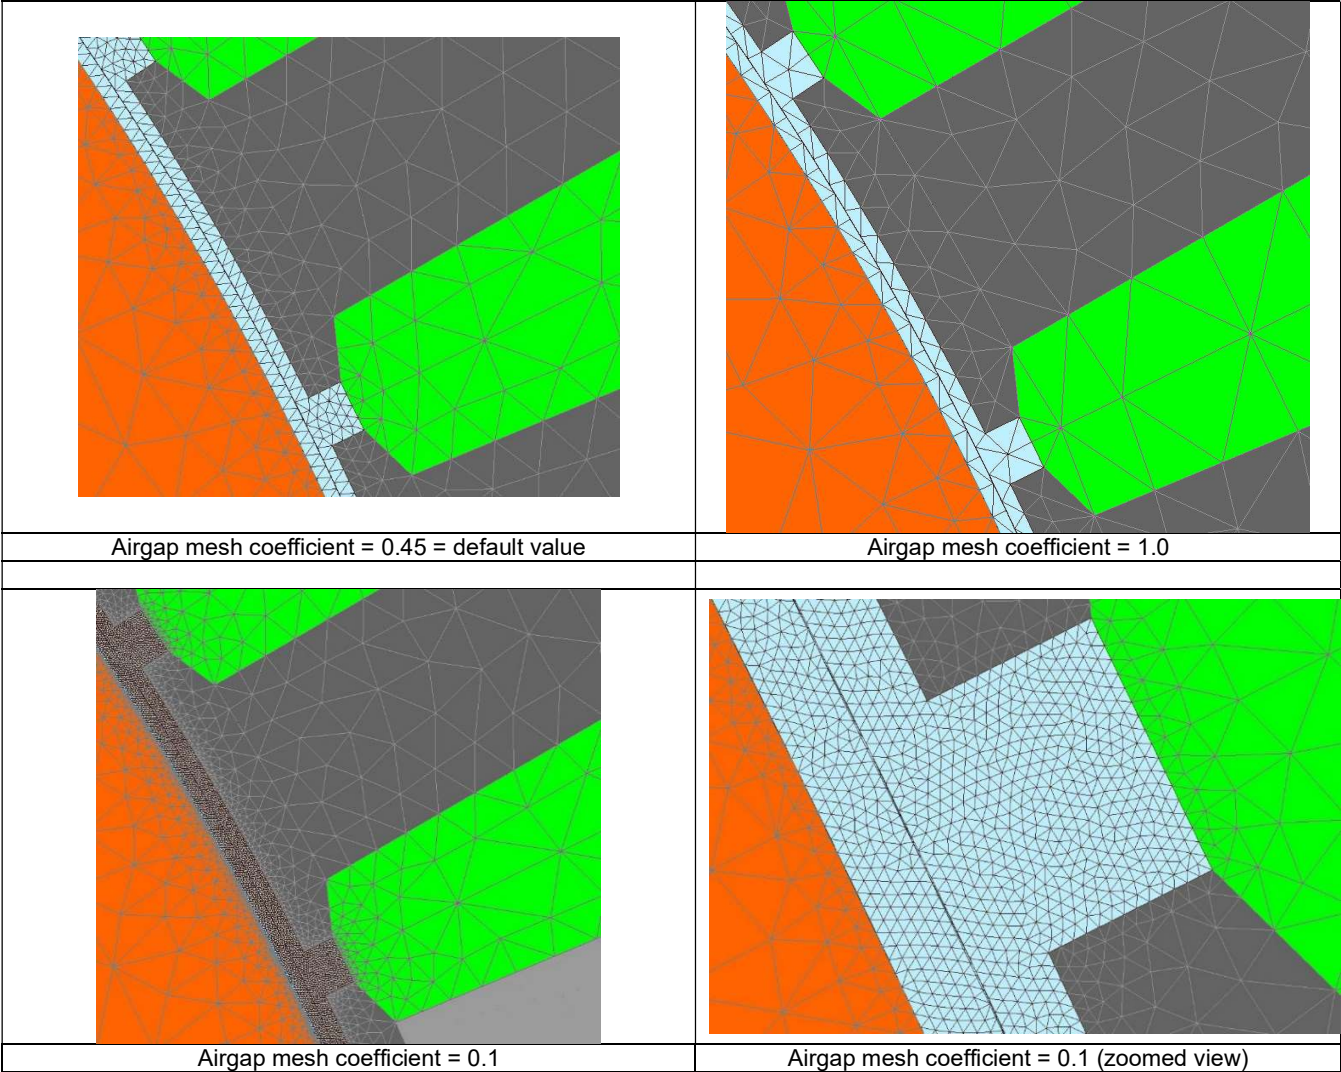 Airgap mesh coefficient = 0.45 = default value
Airgap mesh coefficient = 1.0
Airgap mesh coefficient = 0.1
Airgap mesh coefficient = 0.1 (zoomed view)